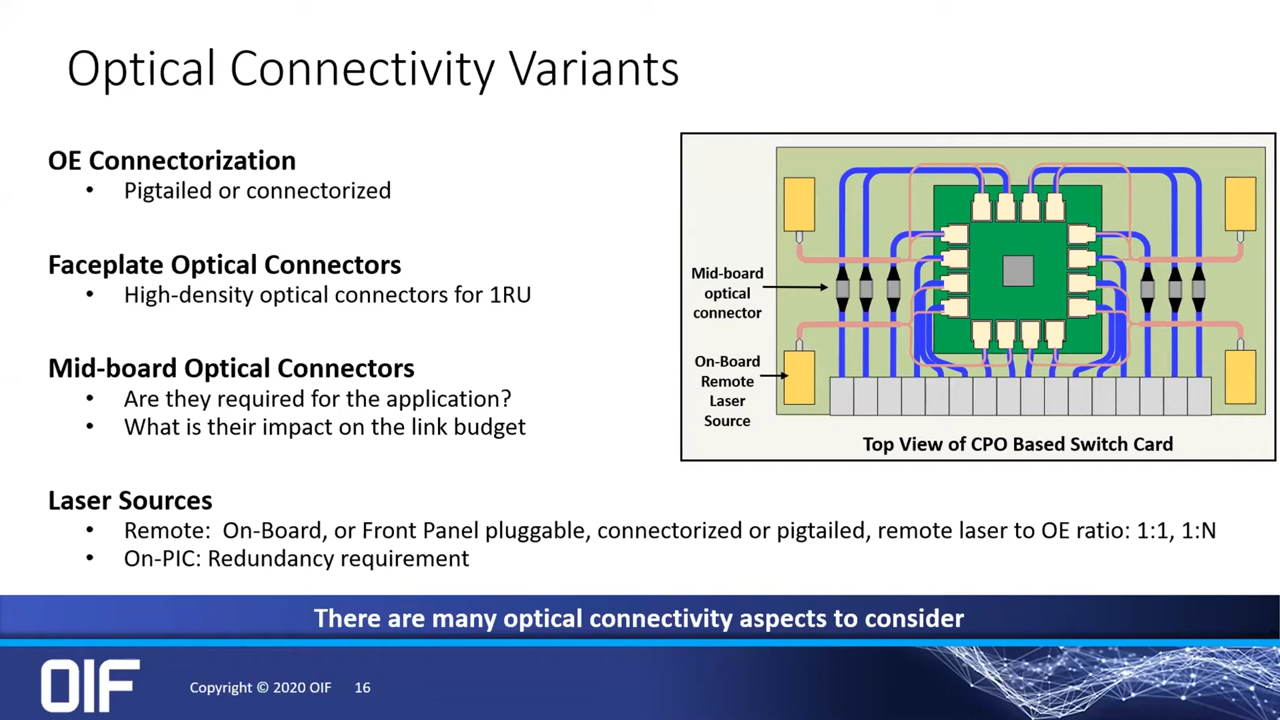 Optical Connectivity Variants
OE Connectorization
• Pigtailed or connectorized
Faceplate Optical Connectors
• High-density optical connectors for 1RU
Mid-board Optical Connectors
• Are they required for the application?
• What is their impact on the link budget
Laser Sources
• Remote: On-Board, or Front Panel pluggable, connectorized or pigtailed, remote laser to OE ratio: 1:1, 1:N
• On-PIC: Redundancy requirement
Mid-board
optical
connector
On-Board
Remote
Laser
Source
Top View of CPO Based Switch Card
There are many optical connectivity aspects to consider
OIF
Copyright © 2020 OIF 16